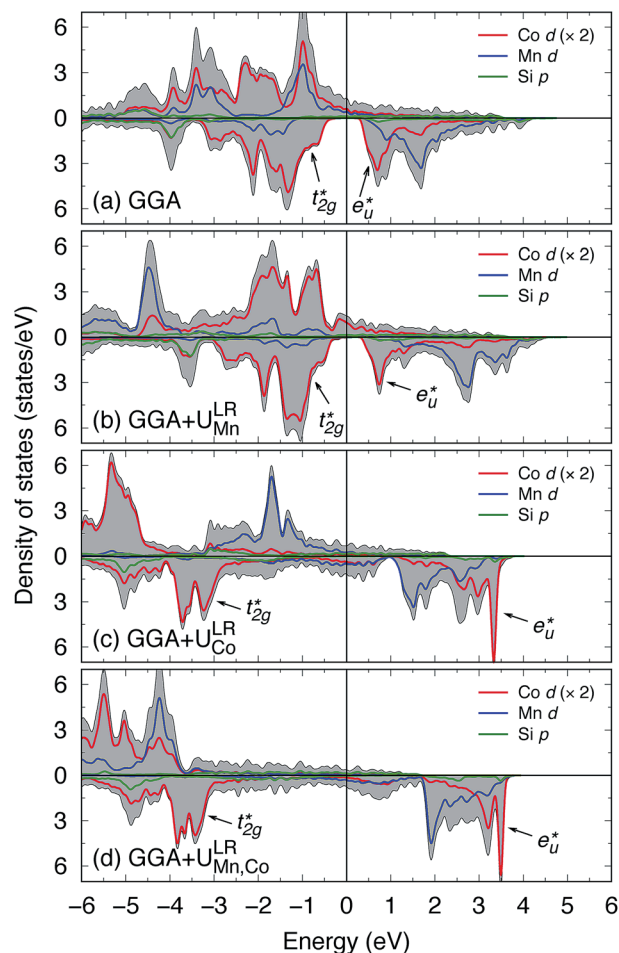 6
3
0
3
6
Co d (× 2)
Mn d
Si p
(a) GGA
t*2g
e*u
6
3
0
3
6
Co d (× 2)
Mn d
Si p
(b) GGA+U^LR_Mn
t*2g
e*u
6
3
0
3
6
Co d (× 2)
Mn d
Si p
(c) GGA+U^LR_Co
t*2g
e*u
6
3
0
3
6
Co d (× 2)
Mn d
Si p
(d) GGA+U^LR_Mn,Co
t*2g
e*u
−6 −5 −4 −3 −2 −1 0 1 2 3 4 5 6
Energy (eV)
Density of states (states/eV)